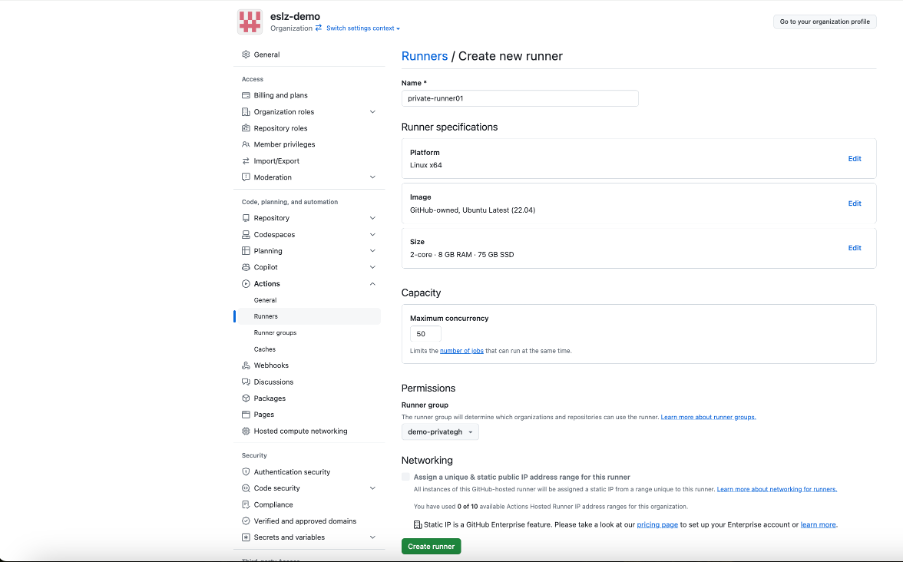 eslz-demo
Organization Switch settings context
Go to your organization profile
General
Access
Billing and plans
Organization roles
Repository roles
Member privileges
Import/Export
Moderation
Code, planning, and automation
Repository
Codespaces
Planning
Copilot
Actions
General
Runners
Runner groups
Caches
Webhooks
Discussions
Packages
Pages
Hosted compute networking
Security
Authentication security
Code security
Compliance
Verified and approved domains
Secrets and variables
Third-party Access
Runners / Create new runner
Name *
private-runner01
Runner specifications
Platform
Linux x64
Edit
Image
GitHub-owned, Ubuntu Latest (22.04)
Edit
Size
2-core · 8 GB RAM · 75 GB SSD
Edit
Capacity
Maximum concurrency
50
Limits the number of jobs that can run at the same time.
Permissions
Runner group
The runner group will determine which organizations and repositories can use the runner. Learn more about runner groups.
demo-privategh
Networking
Assign a unique & static public IP address range for this runner
All instances of this GitHub-hosted runner will be assigned a static IP from a range unique to this runner. Learn more about networking for runners.
You have used 0 of 10 available Actions Hosted Runner IP address ranges for this organization.
Static IP is a GitHub Enterprise feature. Please take a look at our pricing page to set up your Enterprise account or learn more.
Create runner